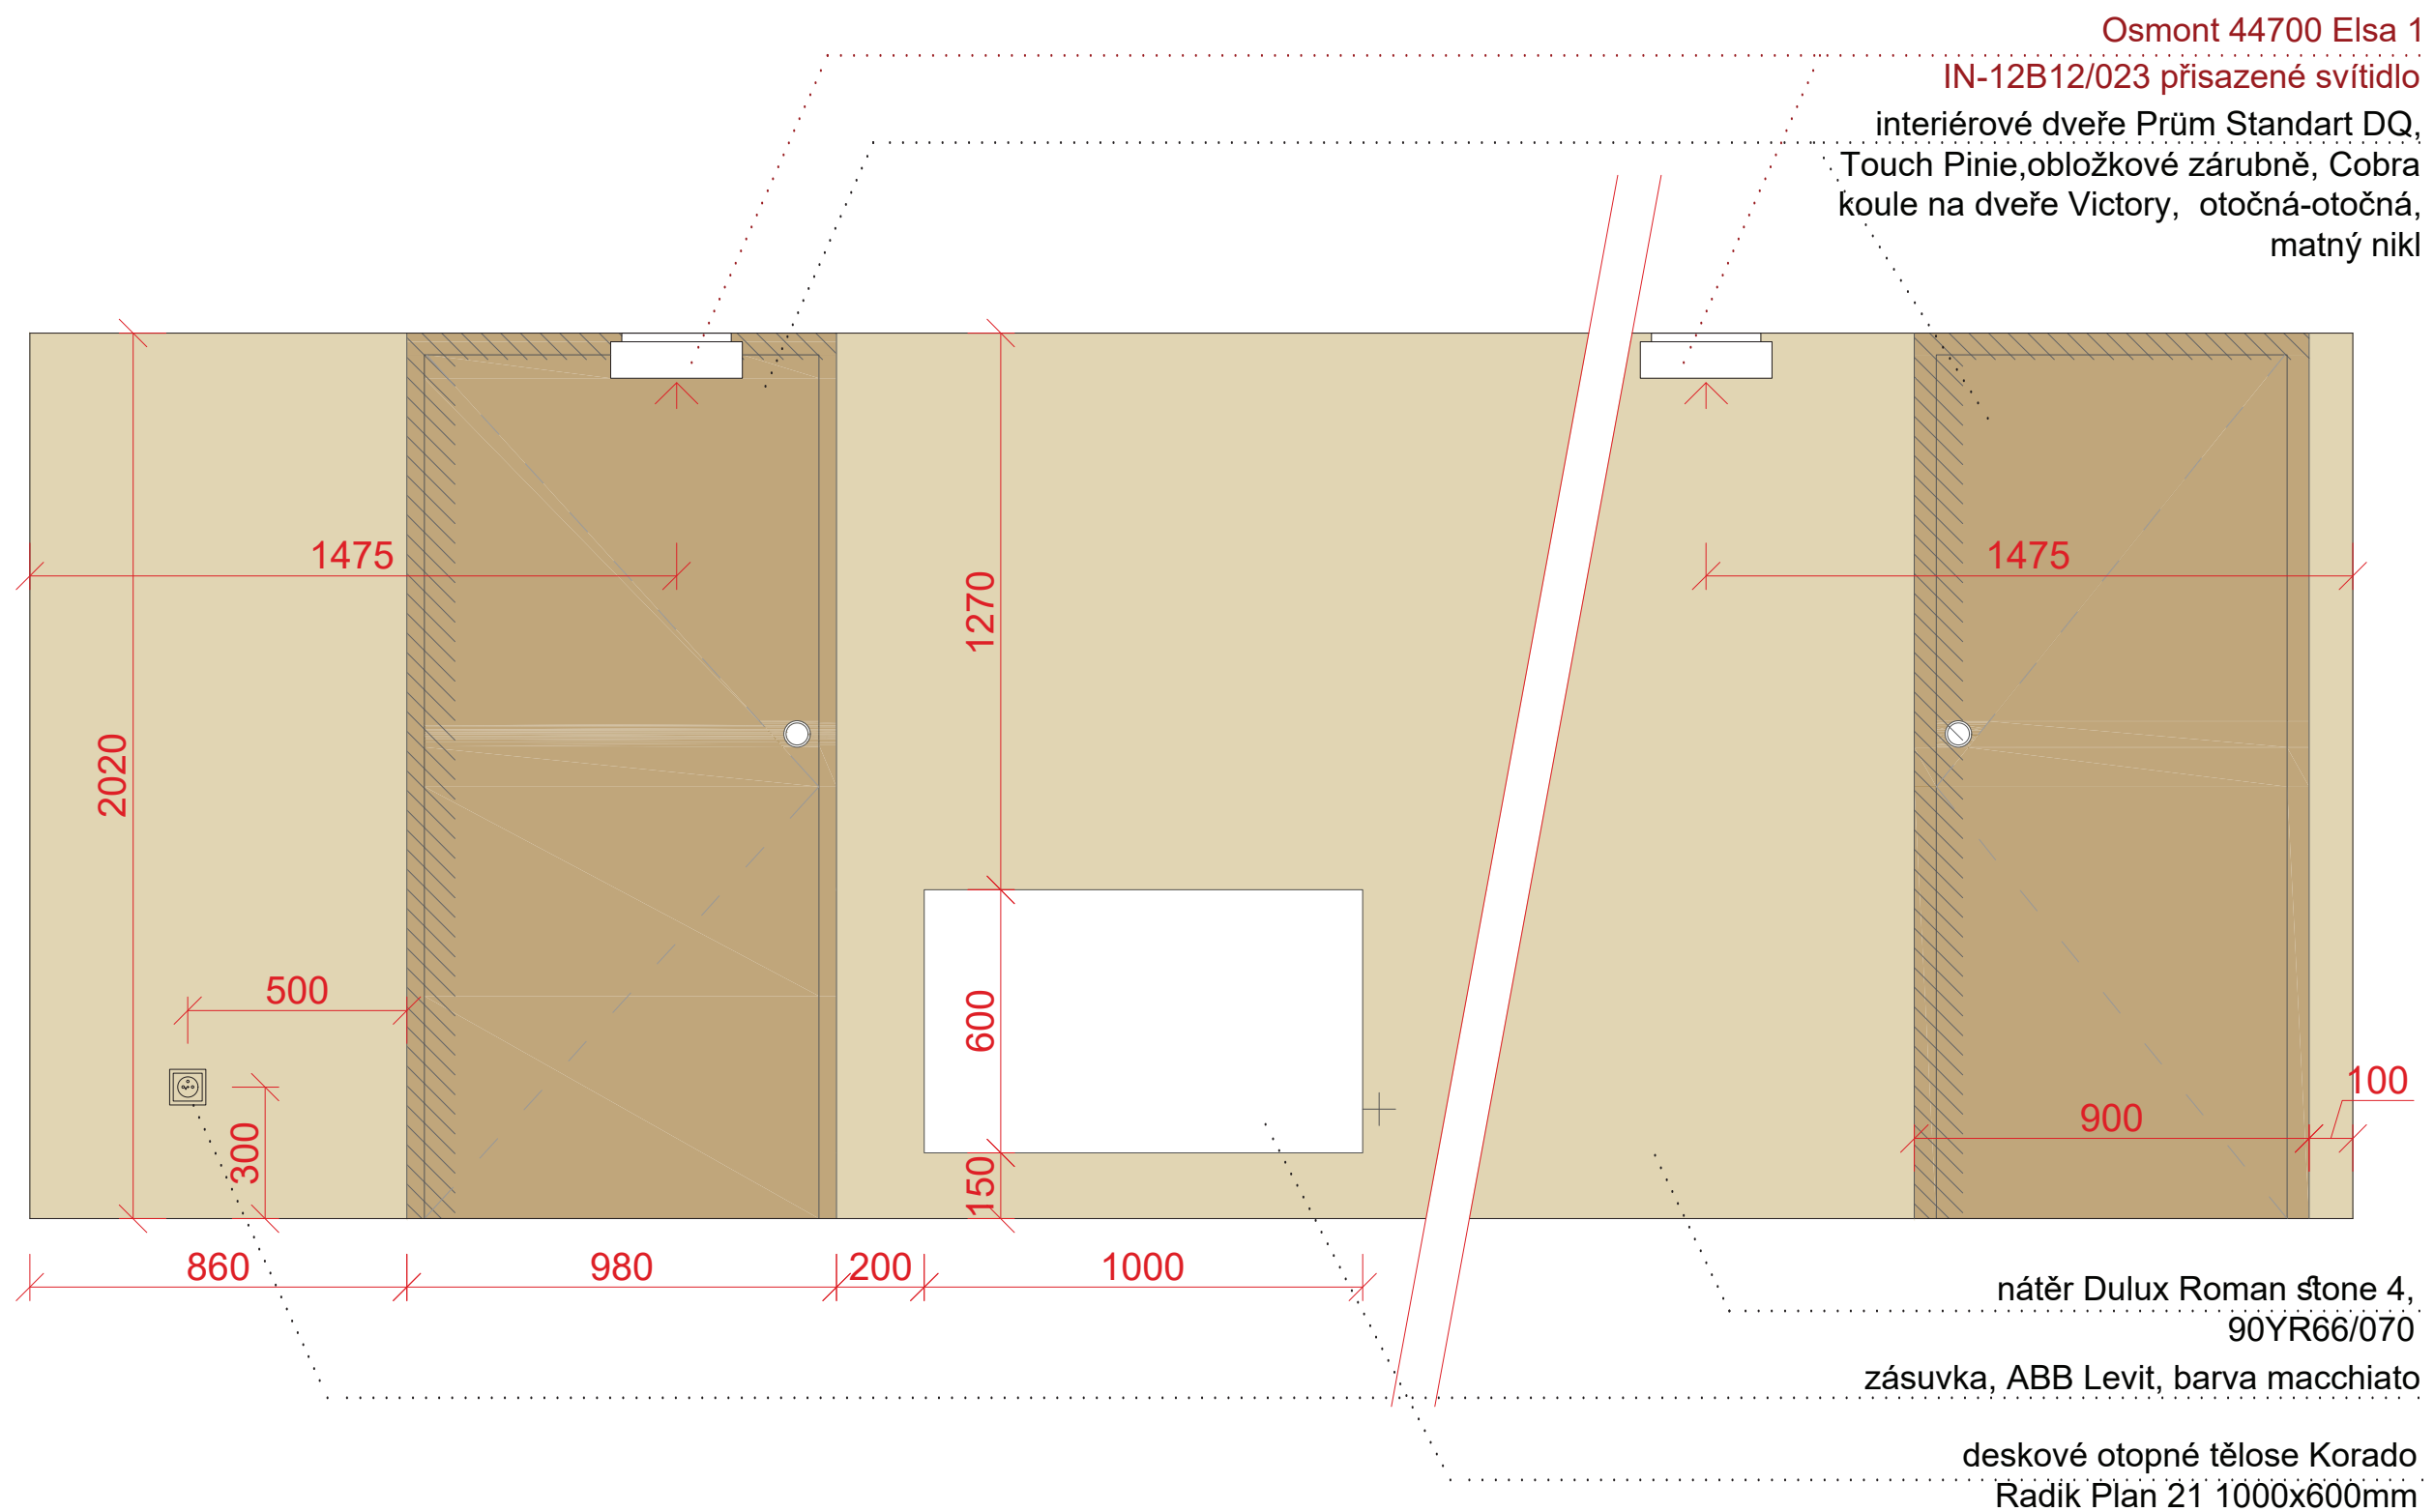 Osmont 44700 Elsa 1
IN-12B12/023 přisazené svítidlo
interiérové dveře Prüm Standart DQ,
Touch Pinie,obložkové zárubně, Cobra
koule na dveře Victory, otočná-otočná,
matný nikl
1475
1475
1270
2020
500
600
300
150
100
900
860
980
200
1000
nátěr Dulux Roman stone 4,
90YR66/070
zásuvka, ABB Levit, barva macchiato
deskové otopné tělose Korado
Radik Plan 21 1000x600mm